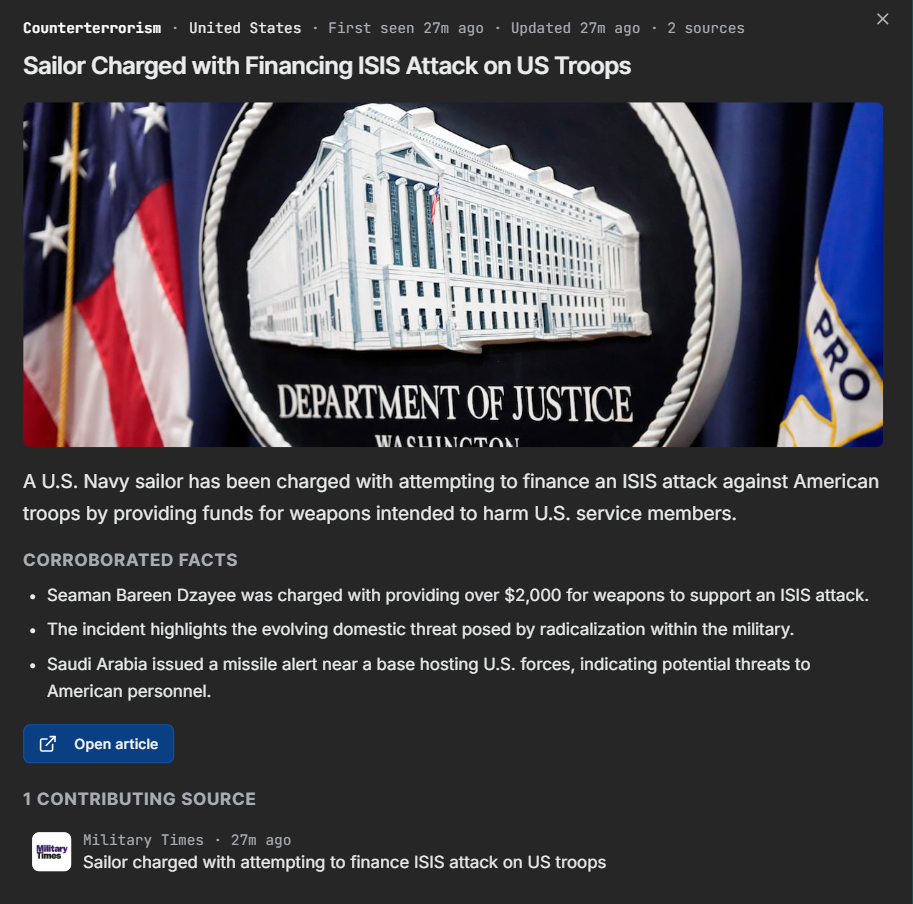 Counterterrorism · United States · First seen 27m ago · Updated 27m ago · 2 sources
Sailor Charged with Financing ISIS Attack on US Troops
DEPARTMENT OF JUSTICE
WASHINGTON
PRO
A U.S. Navy sailor has been charged with attempting to finance an ISIS attack against American
troops by providing funds for weapons intended to harm U.S. service members.
CORROBORATED FACTS
• Seaman Bareen Dzayee was charged with providing over $2,000 for weapons to support an ISIS attack.
• The incident highlights the evolving domestic threat posed by radicalization within the military.
• Saudi Arabia issued a missile alert near a base hosting U.S. forces, indicating potential threats to
American personnel.
Open article
1 CONTRIBUTING SOURCE
Military
Times
Military Times · 27m ago
Sailor charged with attempting to finance ISIS attack on US troops